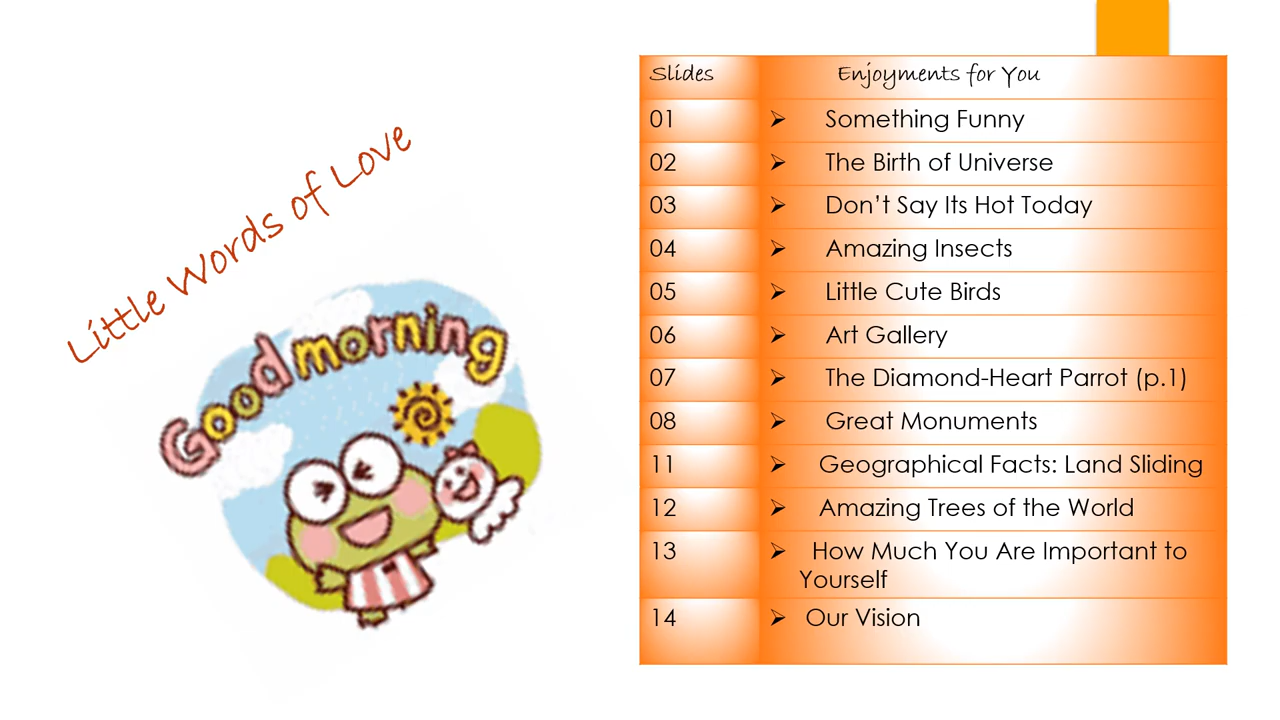 Little Words of Love
Good morning
Slides Enjoyments for You
01 ➢ Something Funny
02 ➢ The Birth of Universe
03 ➢ Don’t Say Its Hot Today
04 ➢ Amazing Insects
05 ➢ Little Cute Birds
06 ➢ Art Gallery
07 ➢ The Diamond-Heart Parrot (p.1)
08 ➢ Great Monuments
11 ➢ Geographical Facts: Land Sliding
12 ➢ Amazing Trees of the World
13 ➢ How Much You Are Important to
Yourself
14 ➢ Our Vision